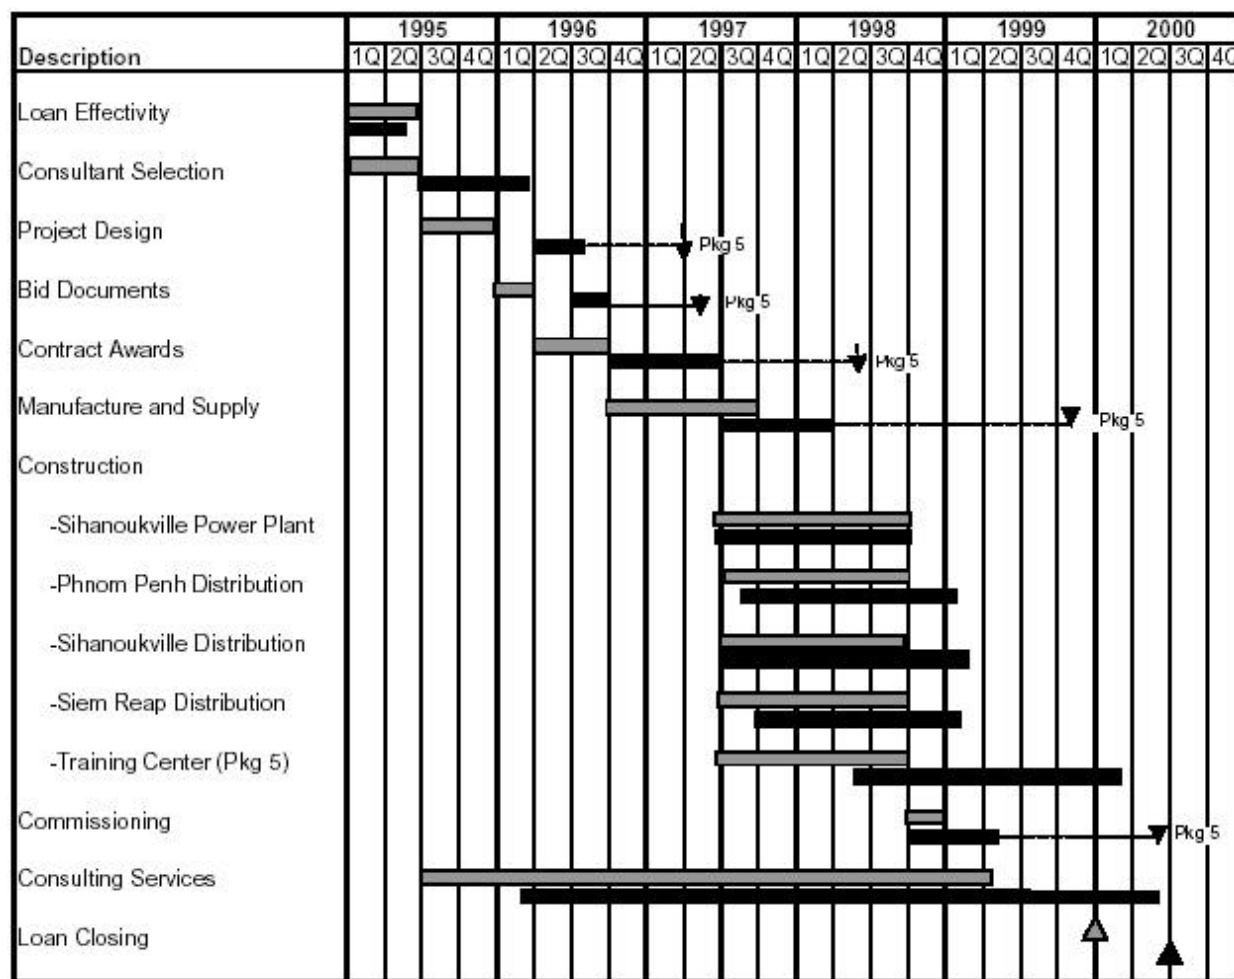 1995 1996 1997 1998 1999 2000
Description 1Q 2Q 3Q 4Q 1Q 2Q 3Q 4Q 1Q 2Q 3Q 4Q 1Q 2Q 3Q 4Q 1Q 2Q 3Q 4Q 1Q 2Q 3Q 4Q
Loan Effectivity
Consultant Selection
Project Design Pkg 5
Bid Documents Pkg 5
Contract Awards Pkg 5
Manufacture and Supply Pkg 5
Construction
-Sihanoukville Power Plant
-Phnom Penh Distribution
-Sihanoukville Distribution
-Siem Reap Distribution
-Training Center (Pkg 5)
Commissioning Pkg 5
Consulting Services
Loan Closing